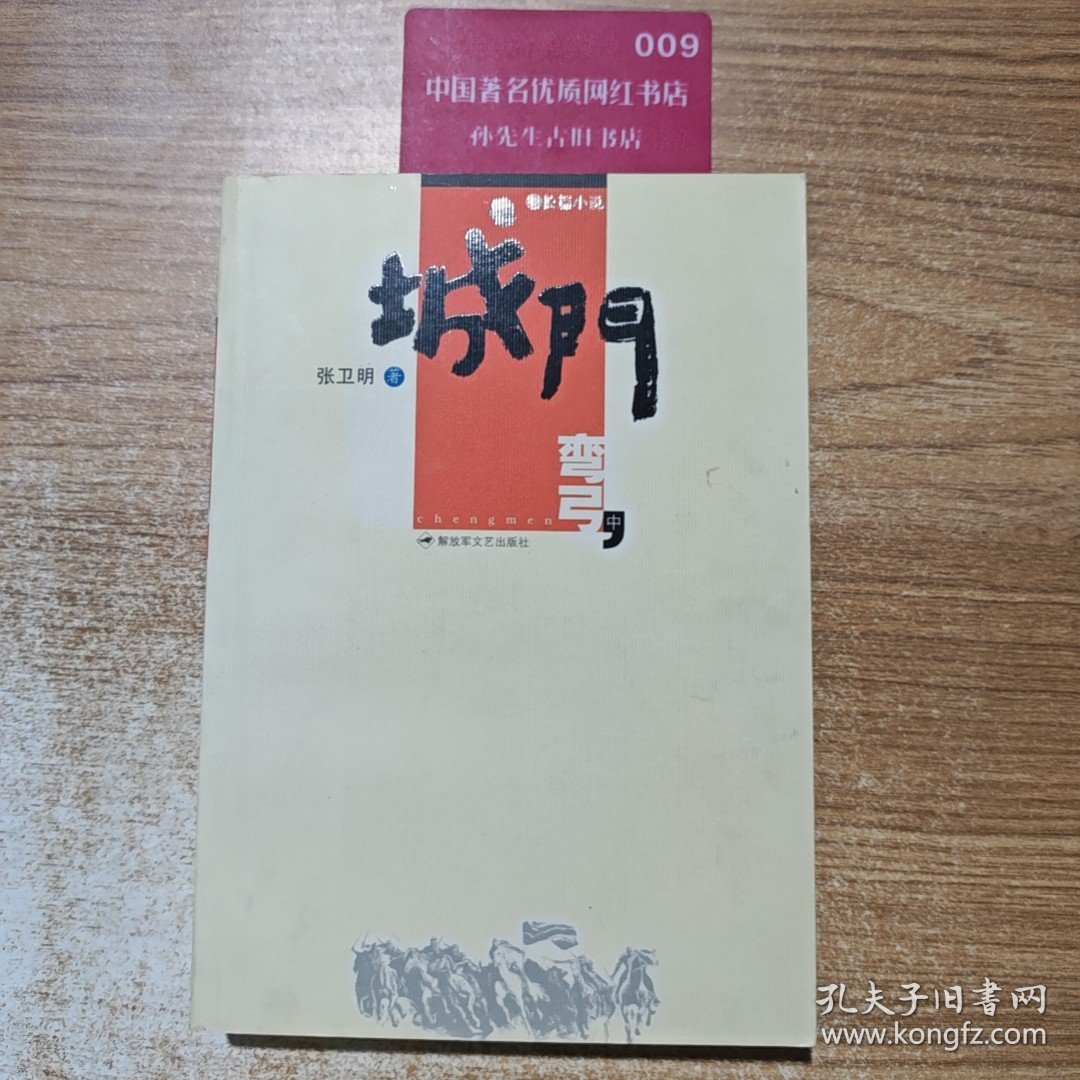 009
中国著名优质网红书店
孙先生古旧书店
长篇小说
城門
张卫明 著
弯弓
中
chengmen
解放军文艺出版社
孔夫子旧書网
www.kongfz.com